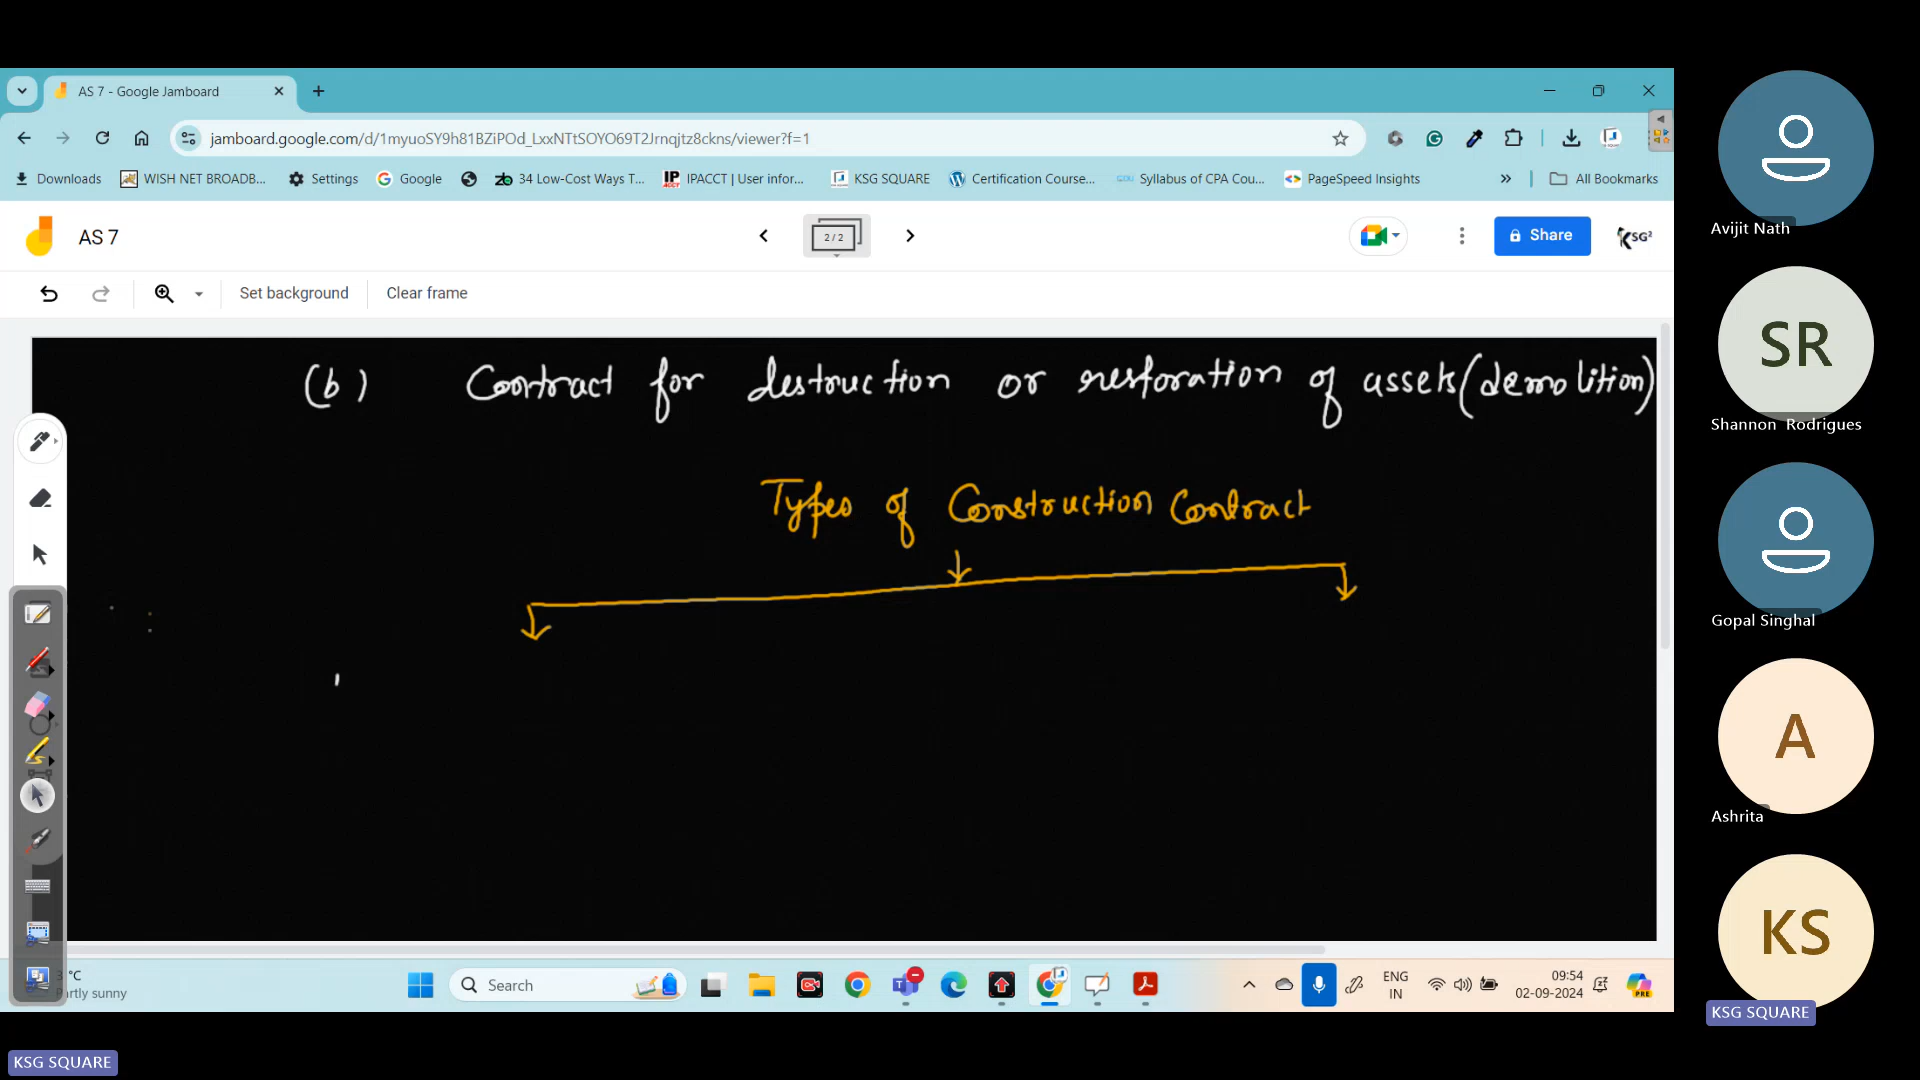 AS 7 - Google Jamboard
jamboard.google.com/d/1myuoSY9h81BZiPOd_LxxNTtSOYO69T2Jrnqjtz8ckns/viewer?f=1
Downloads WISH NET BROADB... Settings Google 34 Low-Cost Ways T... IPACCT | User infor... KSG SQUARE Certification Course... Syllabus of CPA Cou... PageSpeed Insights » All Bookmarks
AS 7 2 / 2 Share KSG²
Set background Clear frame
(b) Contract for destruction or restoration of assets (demolition)
Types of Construction Contract
Avijit Nath
SR
Shannon Rodrigues
Gopal Singhal
A
Ashrita
KS
KSG SQUARE
°C
artly sunny
Search
ENG
IN
09:54
02-09-2024
PRE
KSG SQUARE